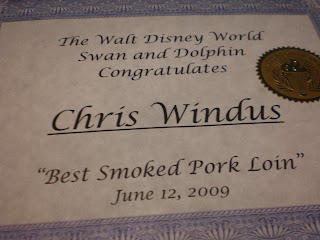 The Walt Disney World
Swan and Dolphin
Congratulates
Chris Windus
“Best Smoked Pork Loin”
June 12, 2009